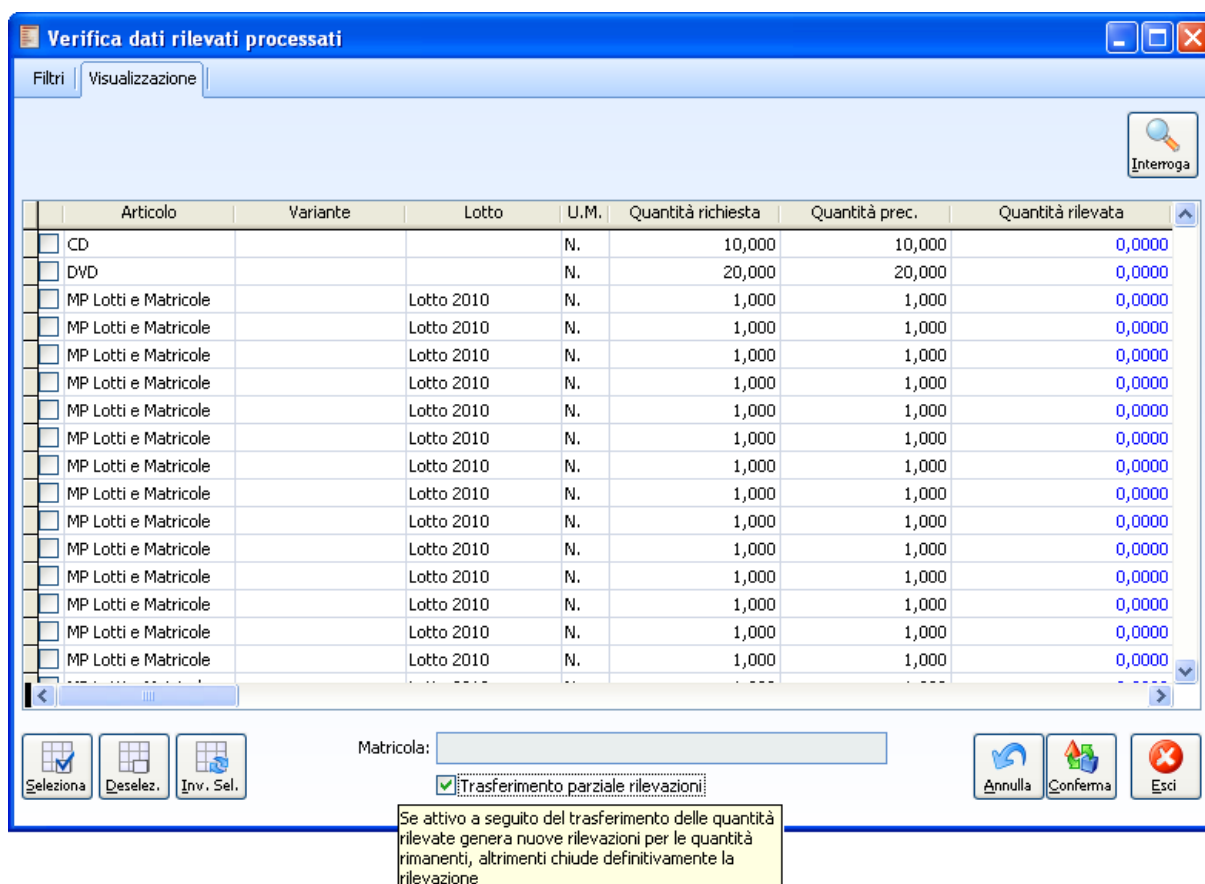 Verifica dati rilevati processati
Filtri Visualizzazione
Interroga
Articolo Variante Lotto U.M. Quantità richiesta Quantità prec. Quantità rilevata
CD N. 10,000 10,000 0,0000
DVD N. 20,000 20,000 0,0000
MP Lotti e Matricole Lotto 2010 N. 1,000 1,000 0,0000
MP Lotti e Matricole Lotto 2010 N. 1,000 1,000 0,0000
MP Lotti e Matricole Lotto 2010 N. 1,000 1,000 0,0000
MP Lotti e Matricole Lotto 2010 N. 1,000 1,000 0,0000
MP Lotti e Matricole Lotto 2010 N. 1,000 1,000 0,0000
MP Lotti e Matricole Lotto 2010 N. 1,000 1,000 0,0000
MP Lotti e Matricole Lotto 2010 N. 1,000 1,000 0,0000
MP Lotti e Matricole Lotto 2010 N. 1,000 1,000 0,0000
MP Lotti e Matricole Lotto 2010 N. 1,000 1,000 0,0000
MP Lotti e Matricole Lotto 2010 N. 1,000 1,000 0,0000
MP Lotti e Matricole Lotto 2010 N. 1,000 1,000 0,0000
MP Lotti e Matricole Lotto 2010 N. 1,000 1,000 0,0000
MP Lotti e Matricole Lotto 2010 N. 1,000 1,000 0,0000
MP Lotti e Matricole Lotto 2010 N. 1,000 1,000 0,0000
Seleziona Deselez. Inv. Sel. Matricola: Annulla Conferma Esci
Trasferimento parziale rilevazioni
Se attivo a seguito del trasferimento delle quantità
rilevate genera nuove rilevazioni per le quantità
rimanenti, altrimenti chiude definitivamente la
rilevazione